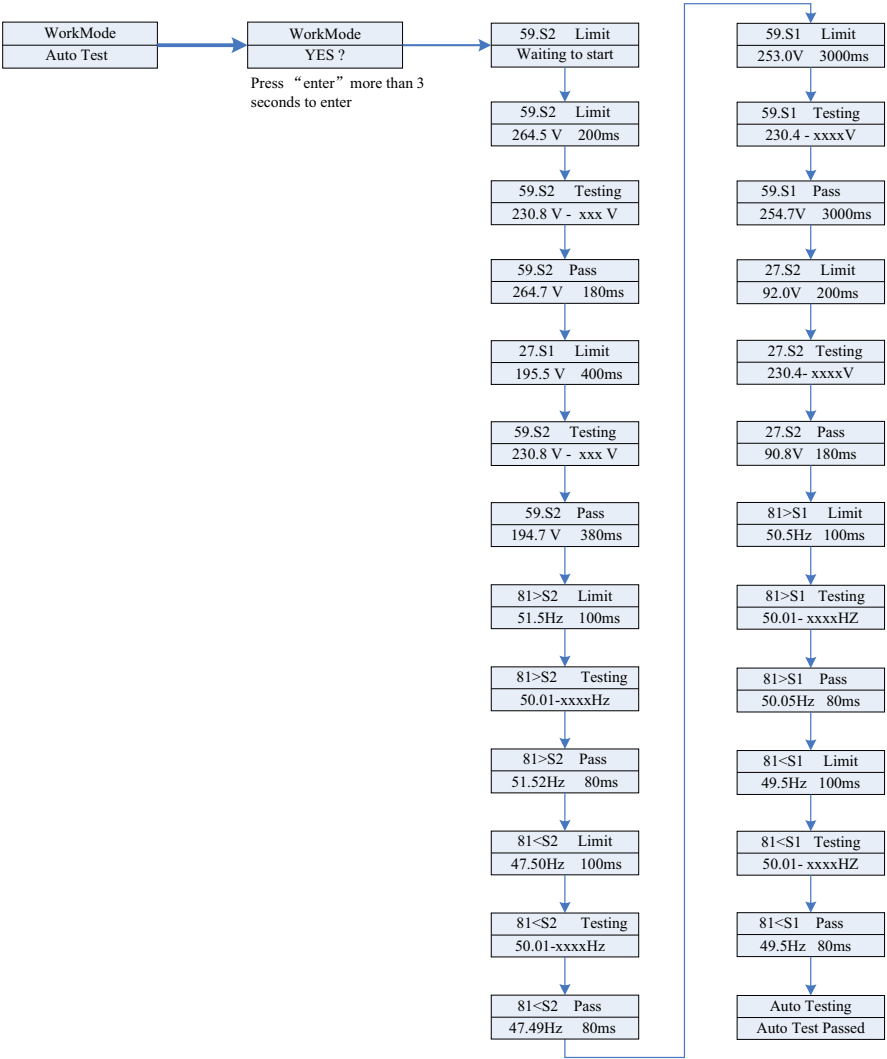 WorkMode
Auto Test
WorkMode
YES ?
Press “enter” more than 3
seconds to enter
59.S2 Limit
Waiting to start
59.S2 Limit
264.5 V 200ms
59.S2 Testing
230.8 V - xxx V
59.S2 Pass
264.7 V 180ms
27.S1 Limit
195.5 V 400ms
59.S2 Testing
230.8 V - xxx V
59.S2 Pass
194.7 V 380ms
81>S2 Limit
51.5Hz 100ms
81>S2 Testing
50.01-xxxxHz
81>S2 Pass
51.52Hz 80ms
81<S2 Limit
47.50Hz 100ms
81<S2 Testing
50.01-xxxxHz
81<S2 Pass
47.49Hz 80ms
59.S1 Limit
253.0V 3000ms
59.S1 Testing
230.4 - xxxxV
59.S1 Pass
254.7V 3000ms
27.S2 Limit
92.0V 200ms
27.S2 Testing
230.4- xxxxV
27.S2 Pass
90.8V 180ms
81>S1 Limit
50.5Hz 100ms
81>S1 Testing
50.01- xxxxHZ
81>S1 Pass
50.05Hz 80ms
81<S1 Limit
49.5Hz 100ms
81<S1 Testing
50.01- xxxxHZ
81<S1 Pass
49.5Hz 80ms
Auto Testing
Auto Test Passed